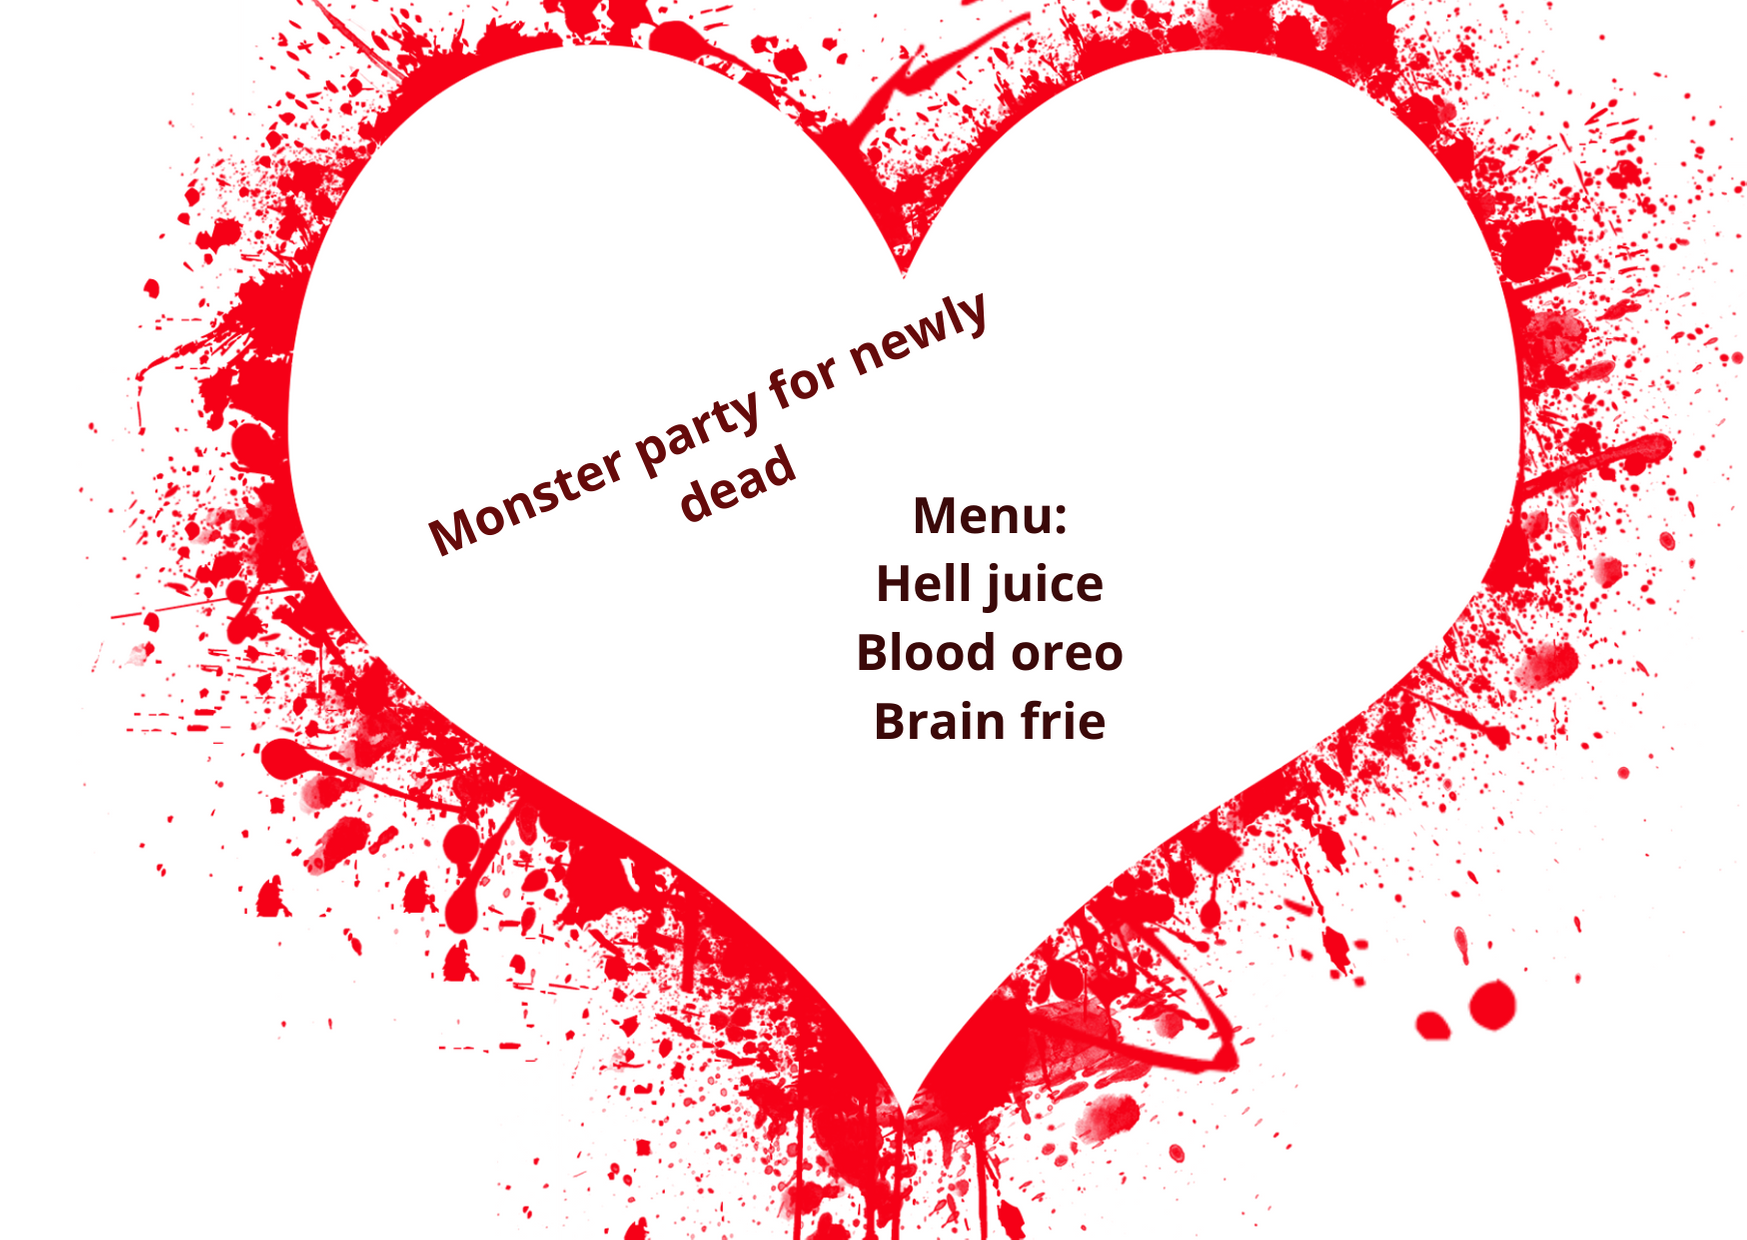 Monster party for newly
dead
Menu:
Hell juice
Blood oreo
Brain frie